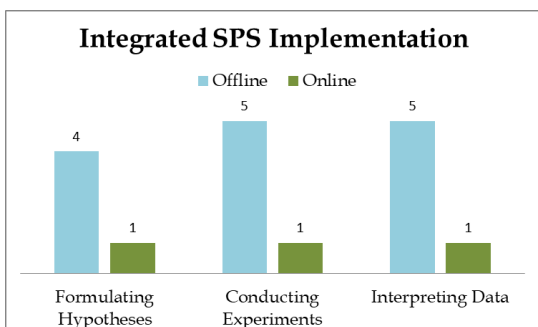 Integrated SPS Implementation
Offline Online
4 1 5 1 5 1
Formulating Hypotheses
Conducting Experiments
Interpreting Data